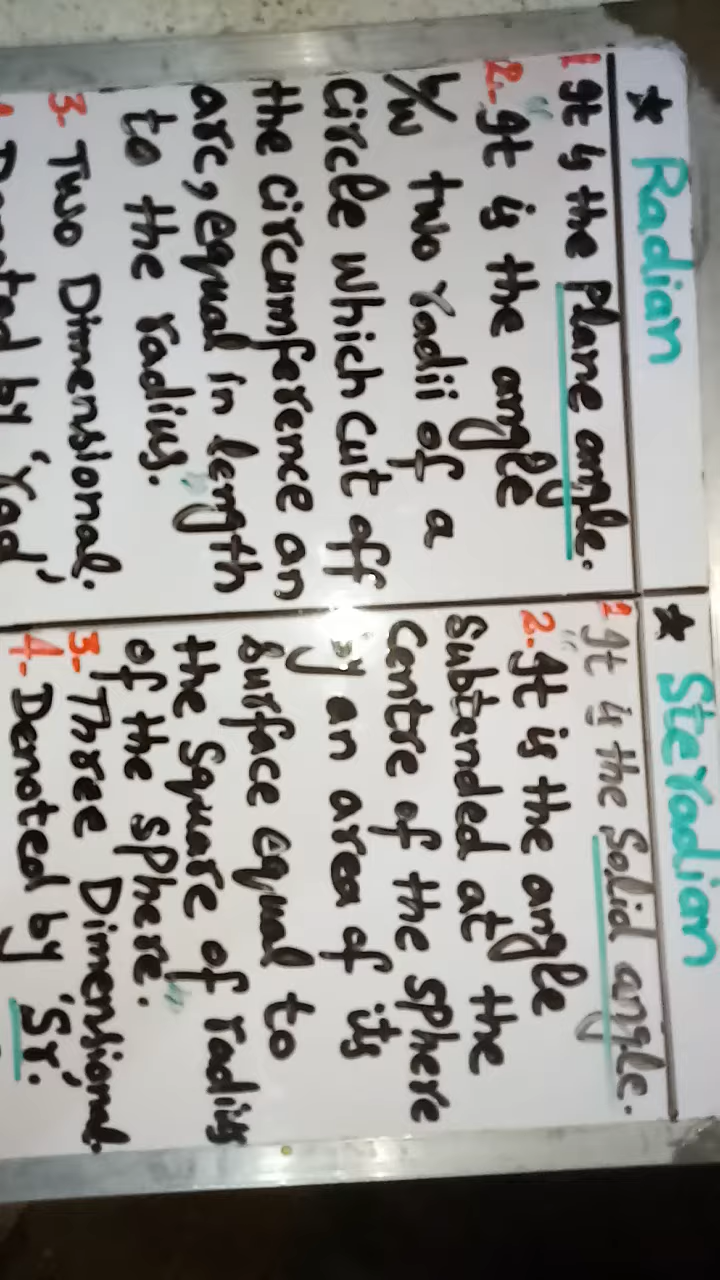 ★ Radian
1. It is the plane angle.
2. "It is the angle
b/w two radii of a
circle which cut off
the circumference an
arc, equal in length
to the radius."
3. Two Dimensional.
by 'rad'
★ Steradian
1. It is the Solid angle.
2. "It is the angle
subtended at the
centre of the sphere
by an area of its
surface equal to
the square of radius
of the sphere."
3. Three Dimensional.
4. Denoted by 'Sr'.